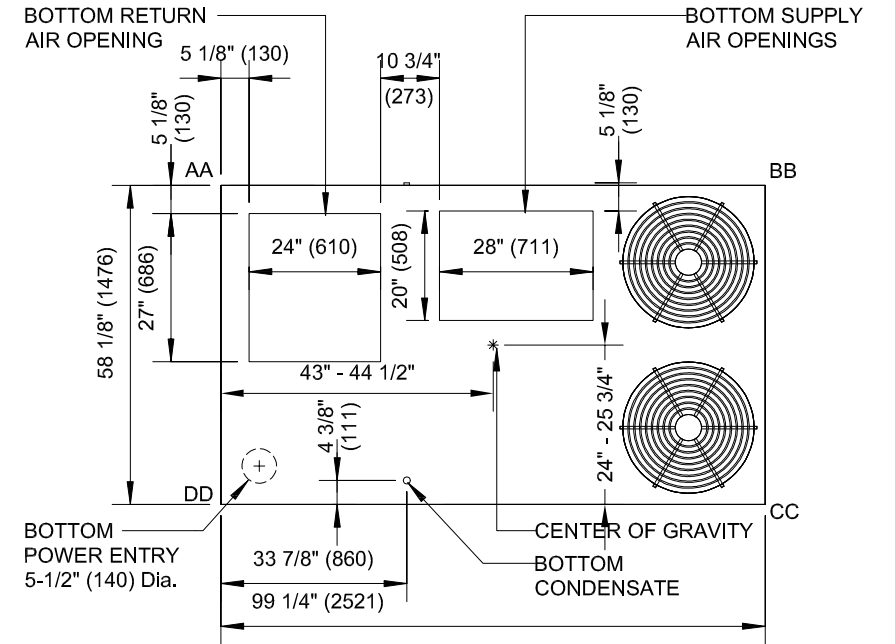 BOTTOM RETURN
AIR OPENING
BOTTOM SUPPLY
AIR OPENINGS
5 1/8" (130)
10 3/4"
(273)
5 1/8"
(130)
5 1/8"
(130)
AA
BB
24" (610)
28" (711)
20" (508)
27" (686)
58 1/8" (1476)
43" - 44 1/2"
24" - 25 3/4"
4 3/8"
(111)
DD
CC
BOTTOM
POWER ENTRY
5-1/2" (140) Dia.
CENTER OF GRAVITY
BOTTOM
CONDENSATE
33 7/8" (860)
99 1/4" (2521)